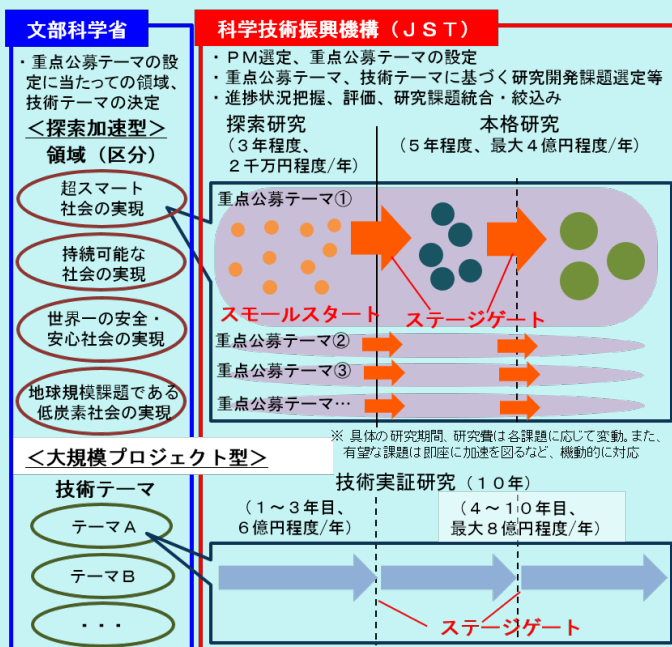 文部科学省
・重点公募テーマの設
定に当たっての領域、
技術テーマの決定
＜探索加速型＞
領域（区分）
超スマート
社会の実現
持続可能な
社会の実現
世界一の安全・
安心社会の実現
地球規模課題である
低炭素社会の実現
＜大規模プロジェクト型＞
技術テーマ
テーマＡ
テーマＢ
・・・
科学技術振興機構（ＪＳＴ）
・ＰＭ選定、重点公募テーマの設定
・重点公募テーマ、技術テーマに基づく研究開発課題選定等
・進捗状況把握、評価、研究課題統合・絞込み
探索研究
（３年程度、
２千万円程度/年）
本格研究
（５年程度、最大４億円程度/年）
重点公募テーマ①
スモールスタート
ステージゲート
重点公募テーマ②
重点公募テーマ③
重点公募テーマ…
※ 具体の研究期間、研究費は各課題に応じて変動。また、
有望な課題は即座に加速を図るなど、機動的に対応
技術実証研究（１０年）
（１～３年目、
６億円程度/年）
（４～１０年目、
最大８億円程度/年）
ステージゲート